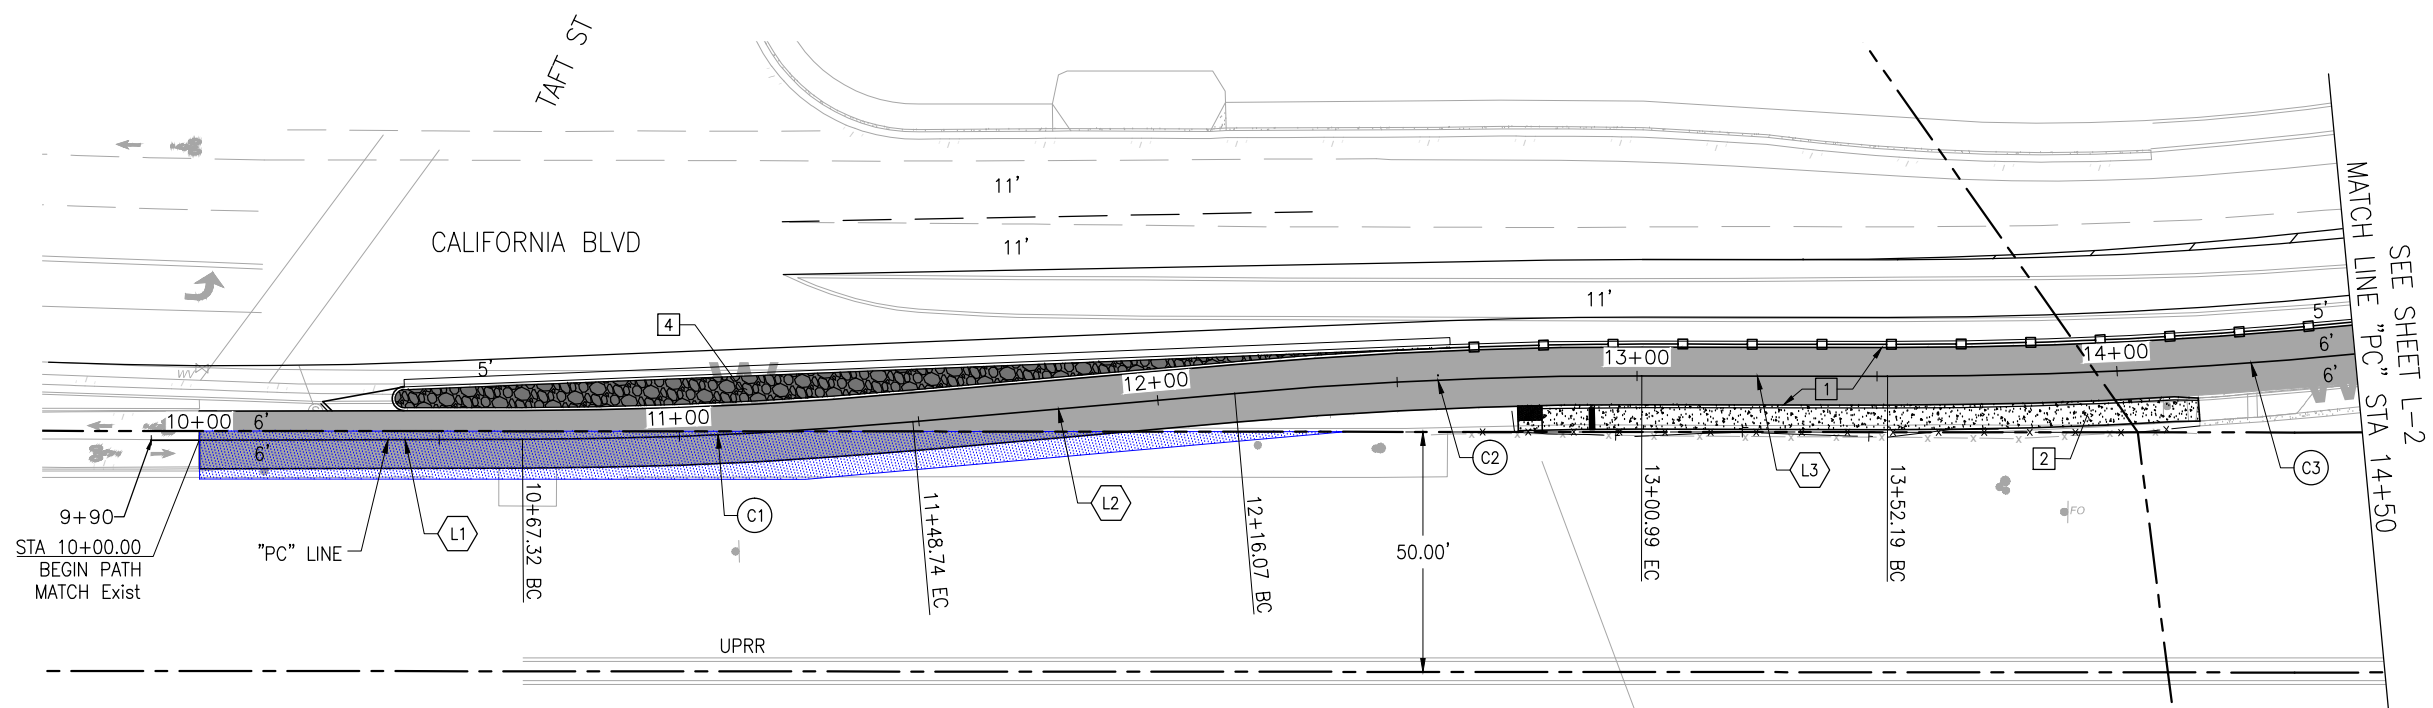 TAFT ST
CALIFORNIA BLVD
11'
11'
11'
4
5'
5'
6'
6'
6'
6'
10+00
11+00
12+00
13+00
14+00
1
2
C1
C2
C3
L1
L2
L3
9+90
STA 10+00.00
BEGIN PATH
MATCH Exist
"PC" LINE
10+67.32 BC
11+48.74 EC
12+16.07 BC
13+00.99 EC
13+52.19 BC
50.00'
UPRR
FO
WV
MATCH LINE "PC" STA 14+50
SEE SHEET L-2